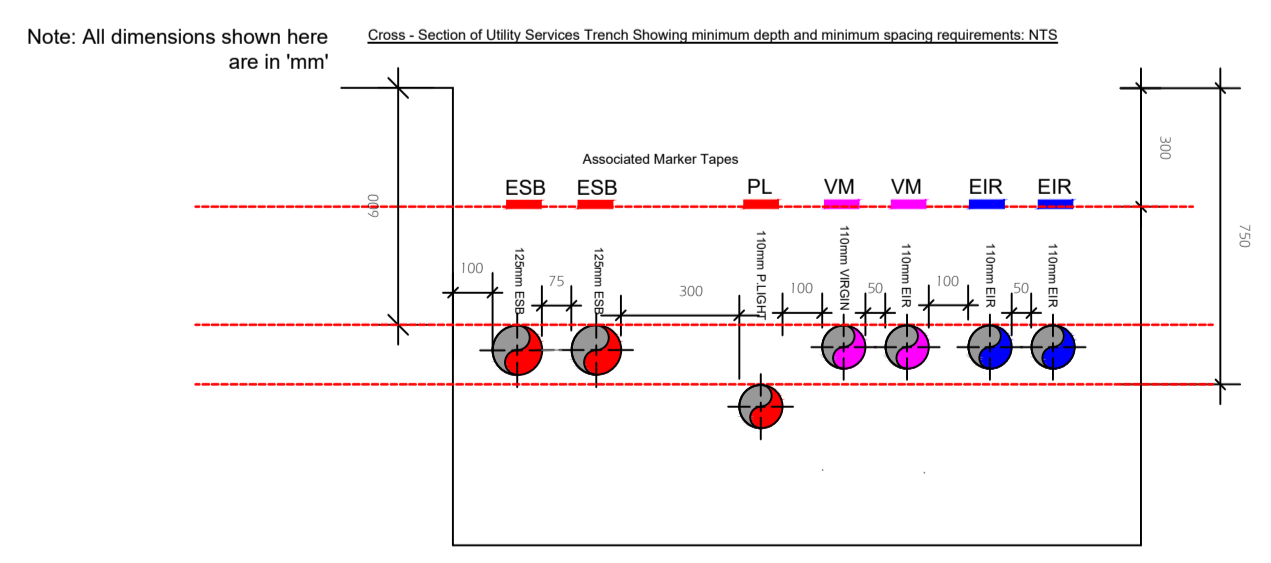 Note: All dimensions shown here
are in 'mm'
Cross - Section of Utility Services Trench Showing minimum depth and minimum spacing requirements: NTS
Associated Marker Tapes
ESB ESB PL VM VM EIR EIR
300
600
750
125mm ESB
125mm ESB
110mm P.LIGHT
110mm VIRGIN
110mm EIR
110mm EIR
110mm EIR
100 75 300 100 50 100 50